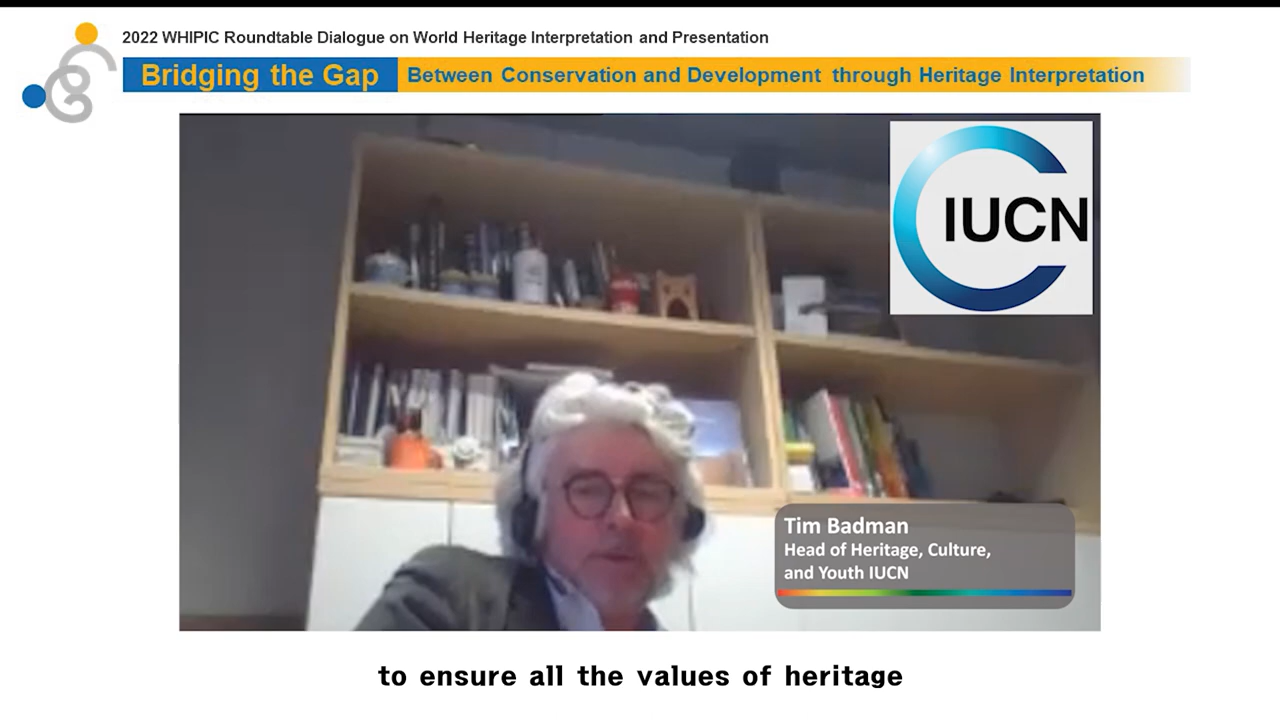 2022 WHIPIC Roundtable Dialogue on World Heritage Interpretation and Presentation
Bridging the Gap Between Conservation and Development through Heritage Interpretation
IUCN
Tim Badman
Head of Heritage, Culture,
and Youth IUCN
to ensure all the values of heritage